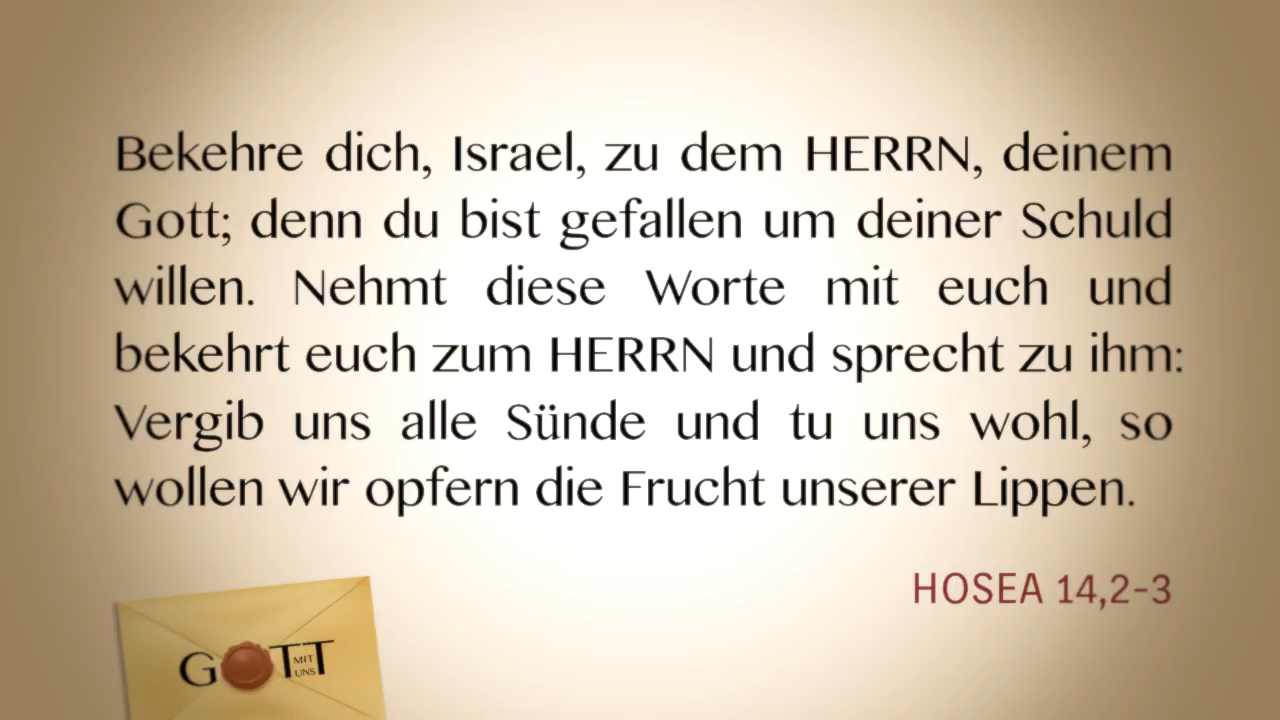 Bekehre dich, Israel, zu dem HERRN, deinem
Gott; denn du bist gefallen um deiner Schuld
willen. Nehmt diese Worte mit euch und
bekehrt euch zum HERRN und sprecht zu ihm:
Vergib uns alle Sünde und tu uns wohl, so
wollen wir opfern die Frucht unserer Lippen.
HOSEA 14,2-3
GOTT
MIT
UNS